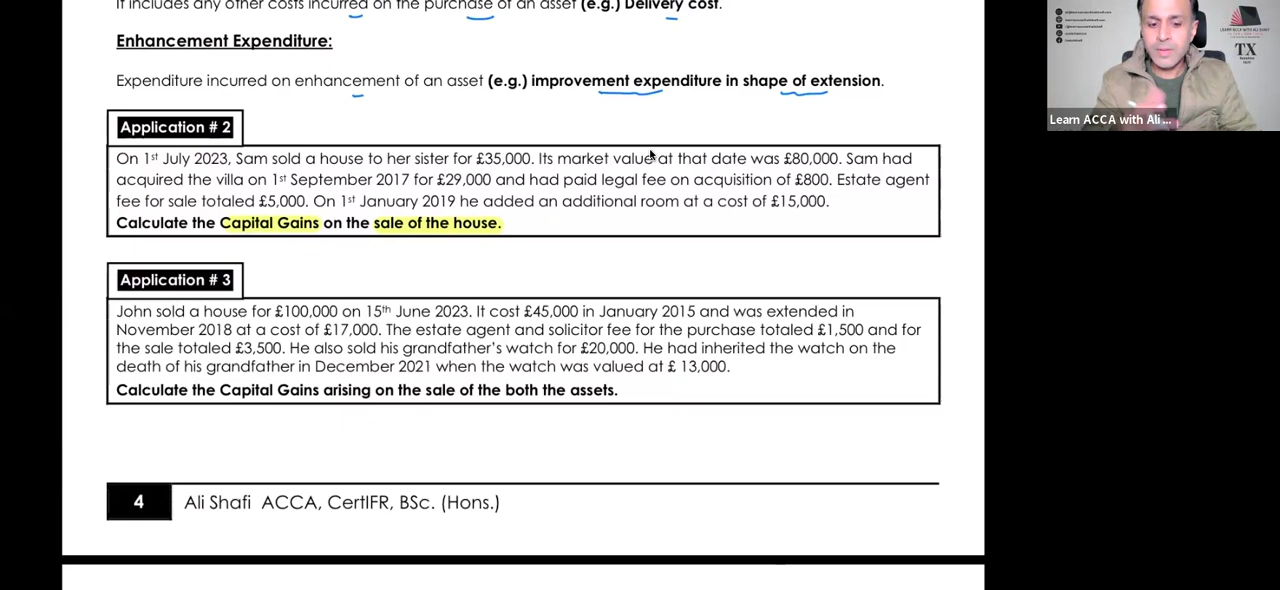 It includes any other costs incurred on the purchase of an asset (e.g.) Delivery cost.
Enhancement Expenditure:
Expenditure incurred on enhancement of an asset (e.g.) improvement expenditure in shape of extension.
Application # 2
On 1st July 2023, Sam sold a house to her sister for £35,000. Its market value at that date was £80,000. Sam had
acquired the villa on 1st September 2017 for £29,000 and had paid legal fee on acquisition of £800. Estate agent
fee for sale totaled £5,000. On 1st January 2019 he added an additional room at a cost of £15,000.
Calculate the Capital Gains on the sale of the house.
Application # 3
John sold a house for £100,000 on 15th June 2023. It cost £45,000 in January 2015 and was extended in
November 2018 at a cost of £17,000. The estate agent and solicitor fee for the purchase totaled £1,500 and for
the sale totaled £3,500. He also sold his grandfather's watch for £20,000. He had inherited the watch on the
death of his grandfather in December 2021 when the watch was valued at £ 13,000.
Calculate the Capital Gains arising on the sale of the both the assets.
4
Ali Shafi ACCA, CertIFR, BSc. (Hons.)
LEARN ACCA WITH ALI SHAFI
TX
Learn ACCA with Ali ...